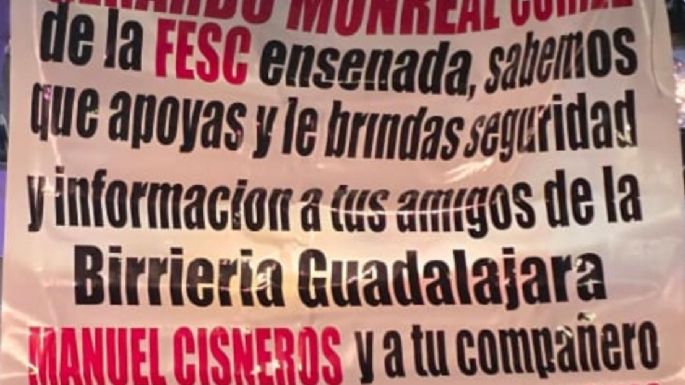 MONREAL
de la FESC ensenada, sabemos
que apoyas y le brindas seguridad
y informacion a tus amigos de la
Birrieria Guadalajara
MANUEL CISNEROS y a tu compañero